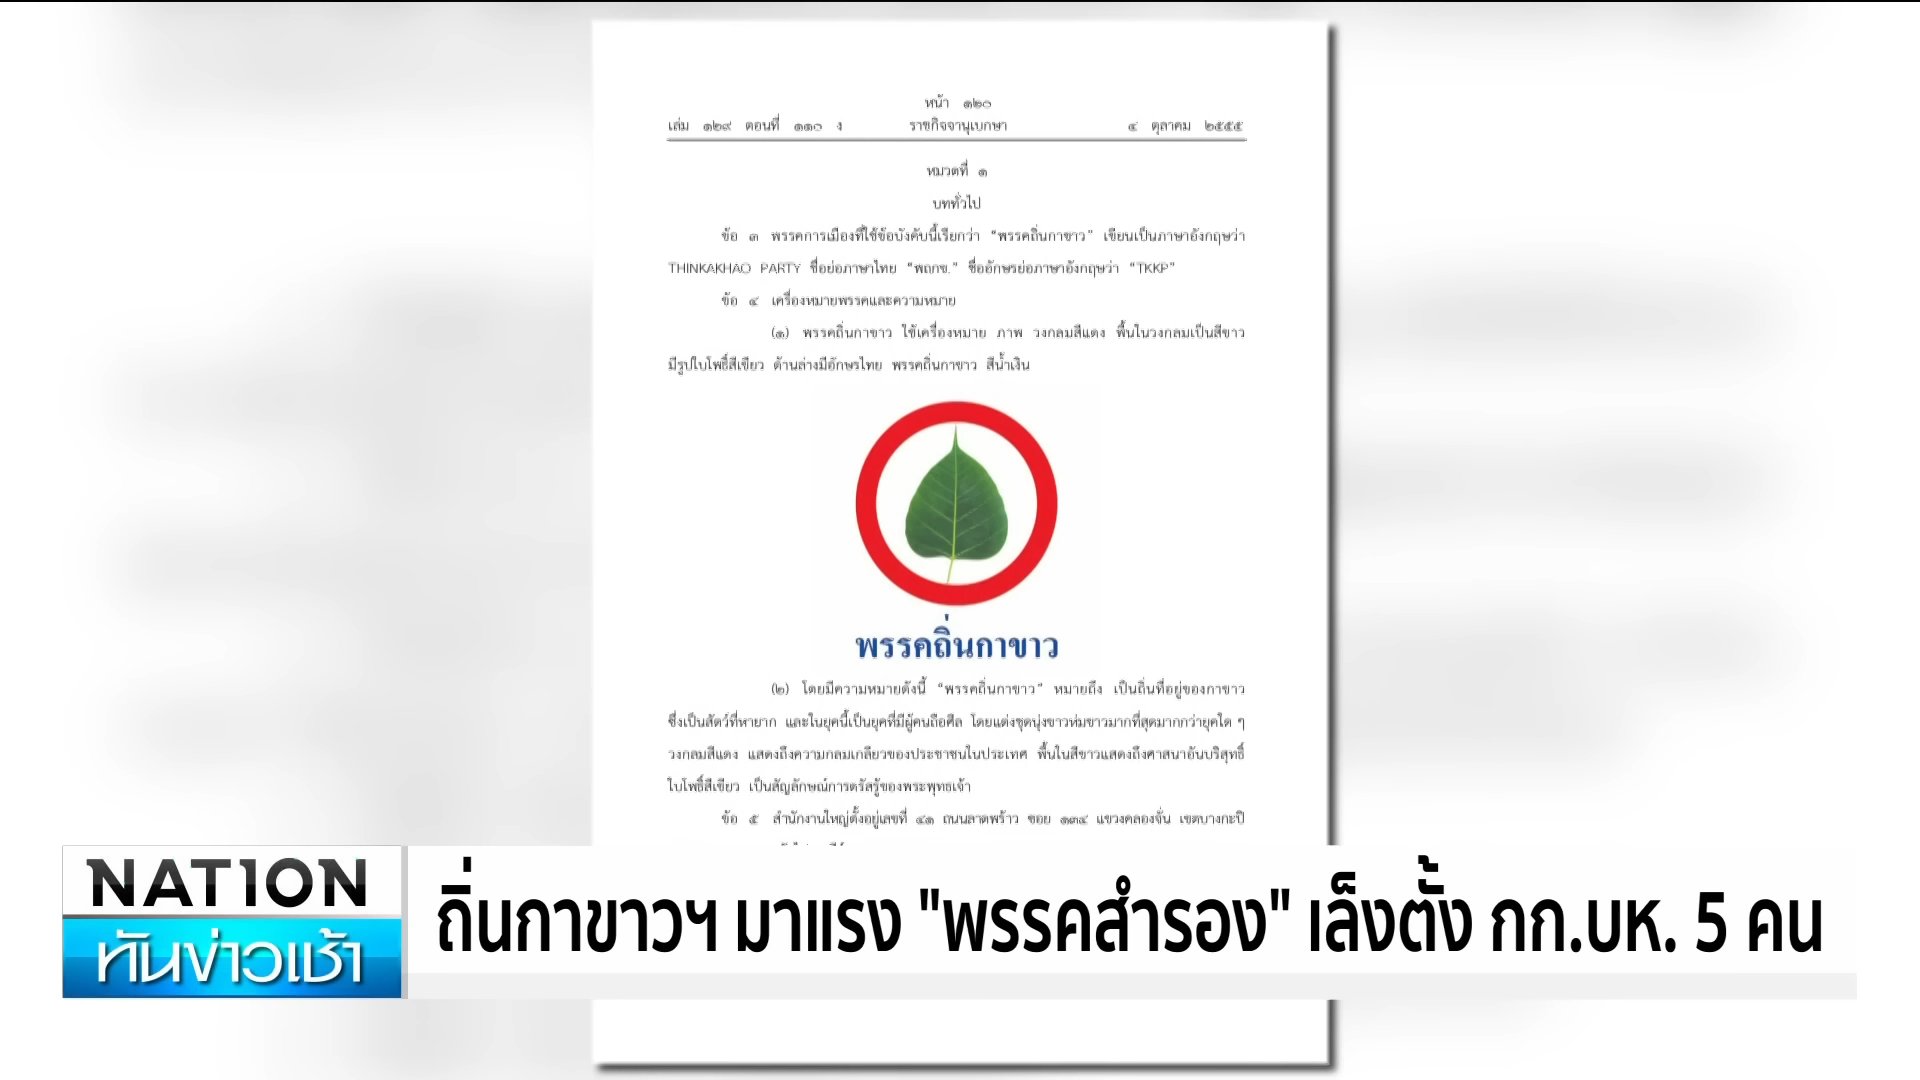 หน้า ๑๒๐
เล่ม ๑๒๙ ตอนที่ ๑๑๐ ง ราชกิจจานุเบกษา ๔ ตุลาคม ๒๕๕๕
หมวดที่ ๑
บททั่วไป
ข้อ ๓ พรรคการเมืองที่ใช้ข้อบังคับนี้เรียกว่า “พรรคถิ่นกาขาว” เขียนเป็นภาษาอังกฤษว่า
THINKAKHAO PARTY ชื่อย่อภาษาไทย “พถกข.” ชื่ออักษรย่อภาษาอังกฤษว่า “TKKP”
ข้อ ๔ เครื่องหมายพรรคและความหมาย
(๑) พรรคถิ่นกาขาว ใช้เครื่องหมาย ภาพ วงกลมสีแดง พื้นในวงกลมเป็นสีขาว
มีรูปใบโพธิ์สีเขียว ด้านล่างมีอักษรไทย พรรคถิ่นกาขาว สีน้ำเงิน
พรรคถิ่นกาขาว
(๒) โดยมีความหมายดังนี้ “พรรคถิ่นกาขาว” หมายถึง เป็นถิ่นที่อยู่ของกาขาว
ซึ่งเป็นสัตว์ที่หายาก และในยุคนี้เป็นยุคที่มีผู้คนถือศีล โดยแต่งชุดนุ่งขาวห่มขาวมากที่สุดมากกว่ายุคใด ๆ
วงกลมสีแดง แสดงถึงความกลมเกลียวของประชาชนในประเทศ พื้นในสีขาวแสดงถึงศาสนาอันบริสุทธิ์
ใบโพธิ์สีเขียว เป็นสัญลักษณ์การตรัสรู้ของพระพุทธเจ้า
ข้อ ๕ สำนักงานใหญ่ตั้งอยู่เลขที่ ๔๑ ถนนลาดพร้าว ซอย ๑๓๔ แขวงคลองจั่น เขตบางกะปิ
NATION
ทันข่าวเช้า
ถิ่นกาขาวฯ มาแรง "พรรคสำรอง" เล็งตั้ง กก.บห. 5 คน